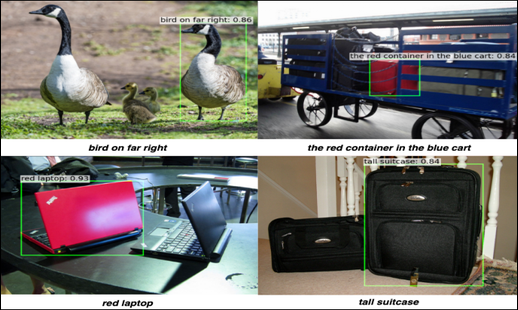 bird on far right: 0.86
the red container in the blue cart: 0.84
bird on far right
the red container in the blue cart
red laptop: 0.93
tall suitcase: 0.84
red laptop
tall suitcase